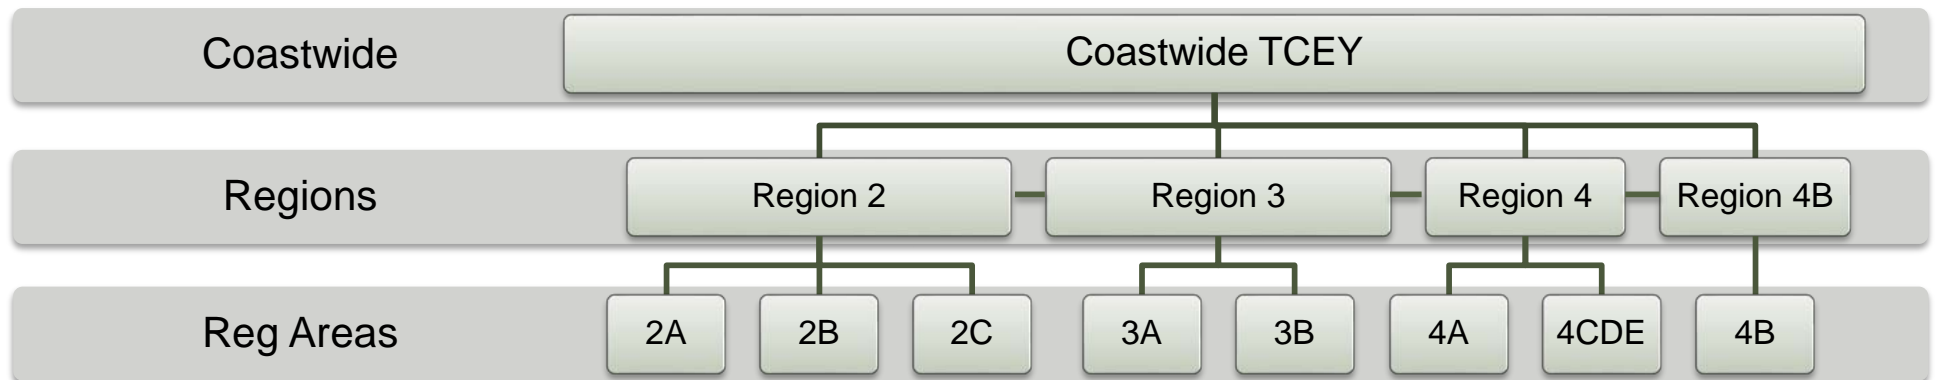 Coastwide
Coastwide TCEY
Regions
Region 2
Region 3
Region 4
Region 4B
Reg Areas
2A
2B
2C
3A
3B
4A
4CDE
4B